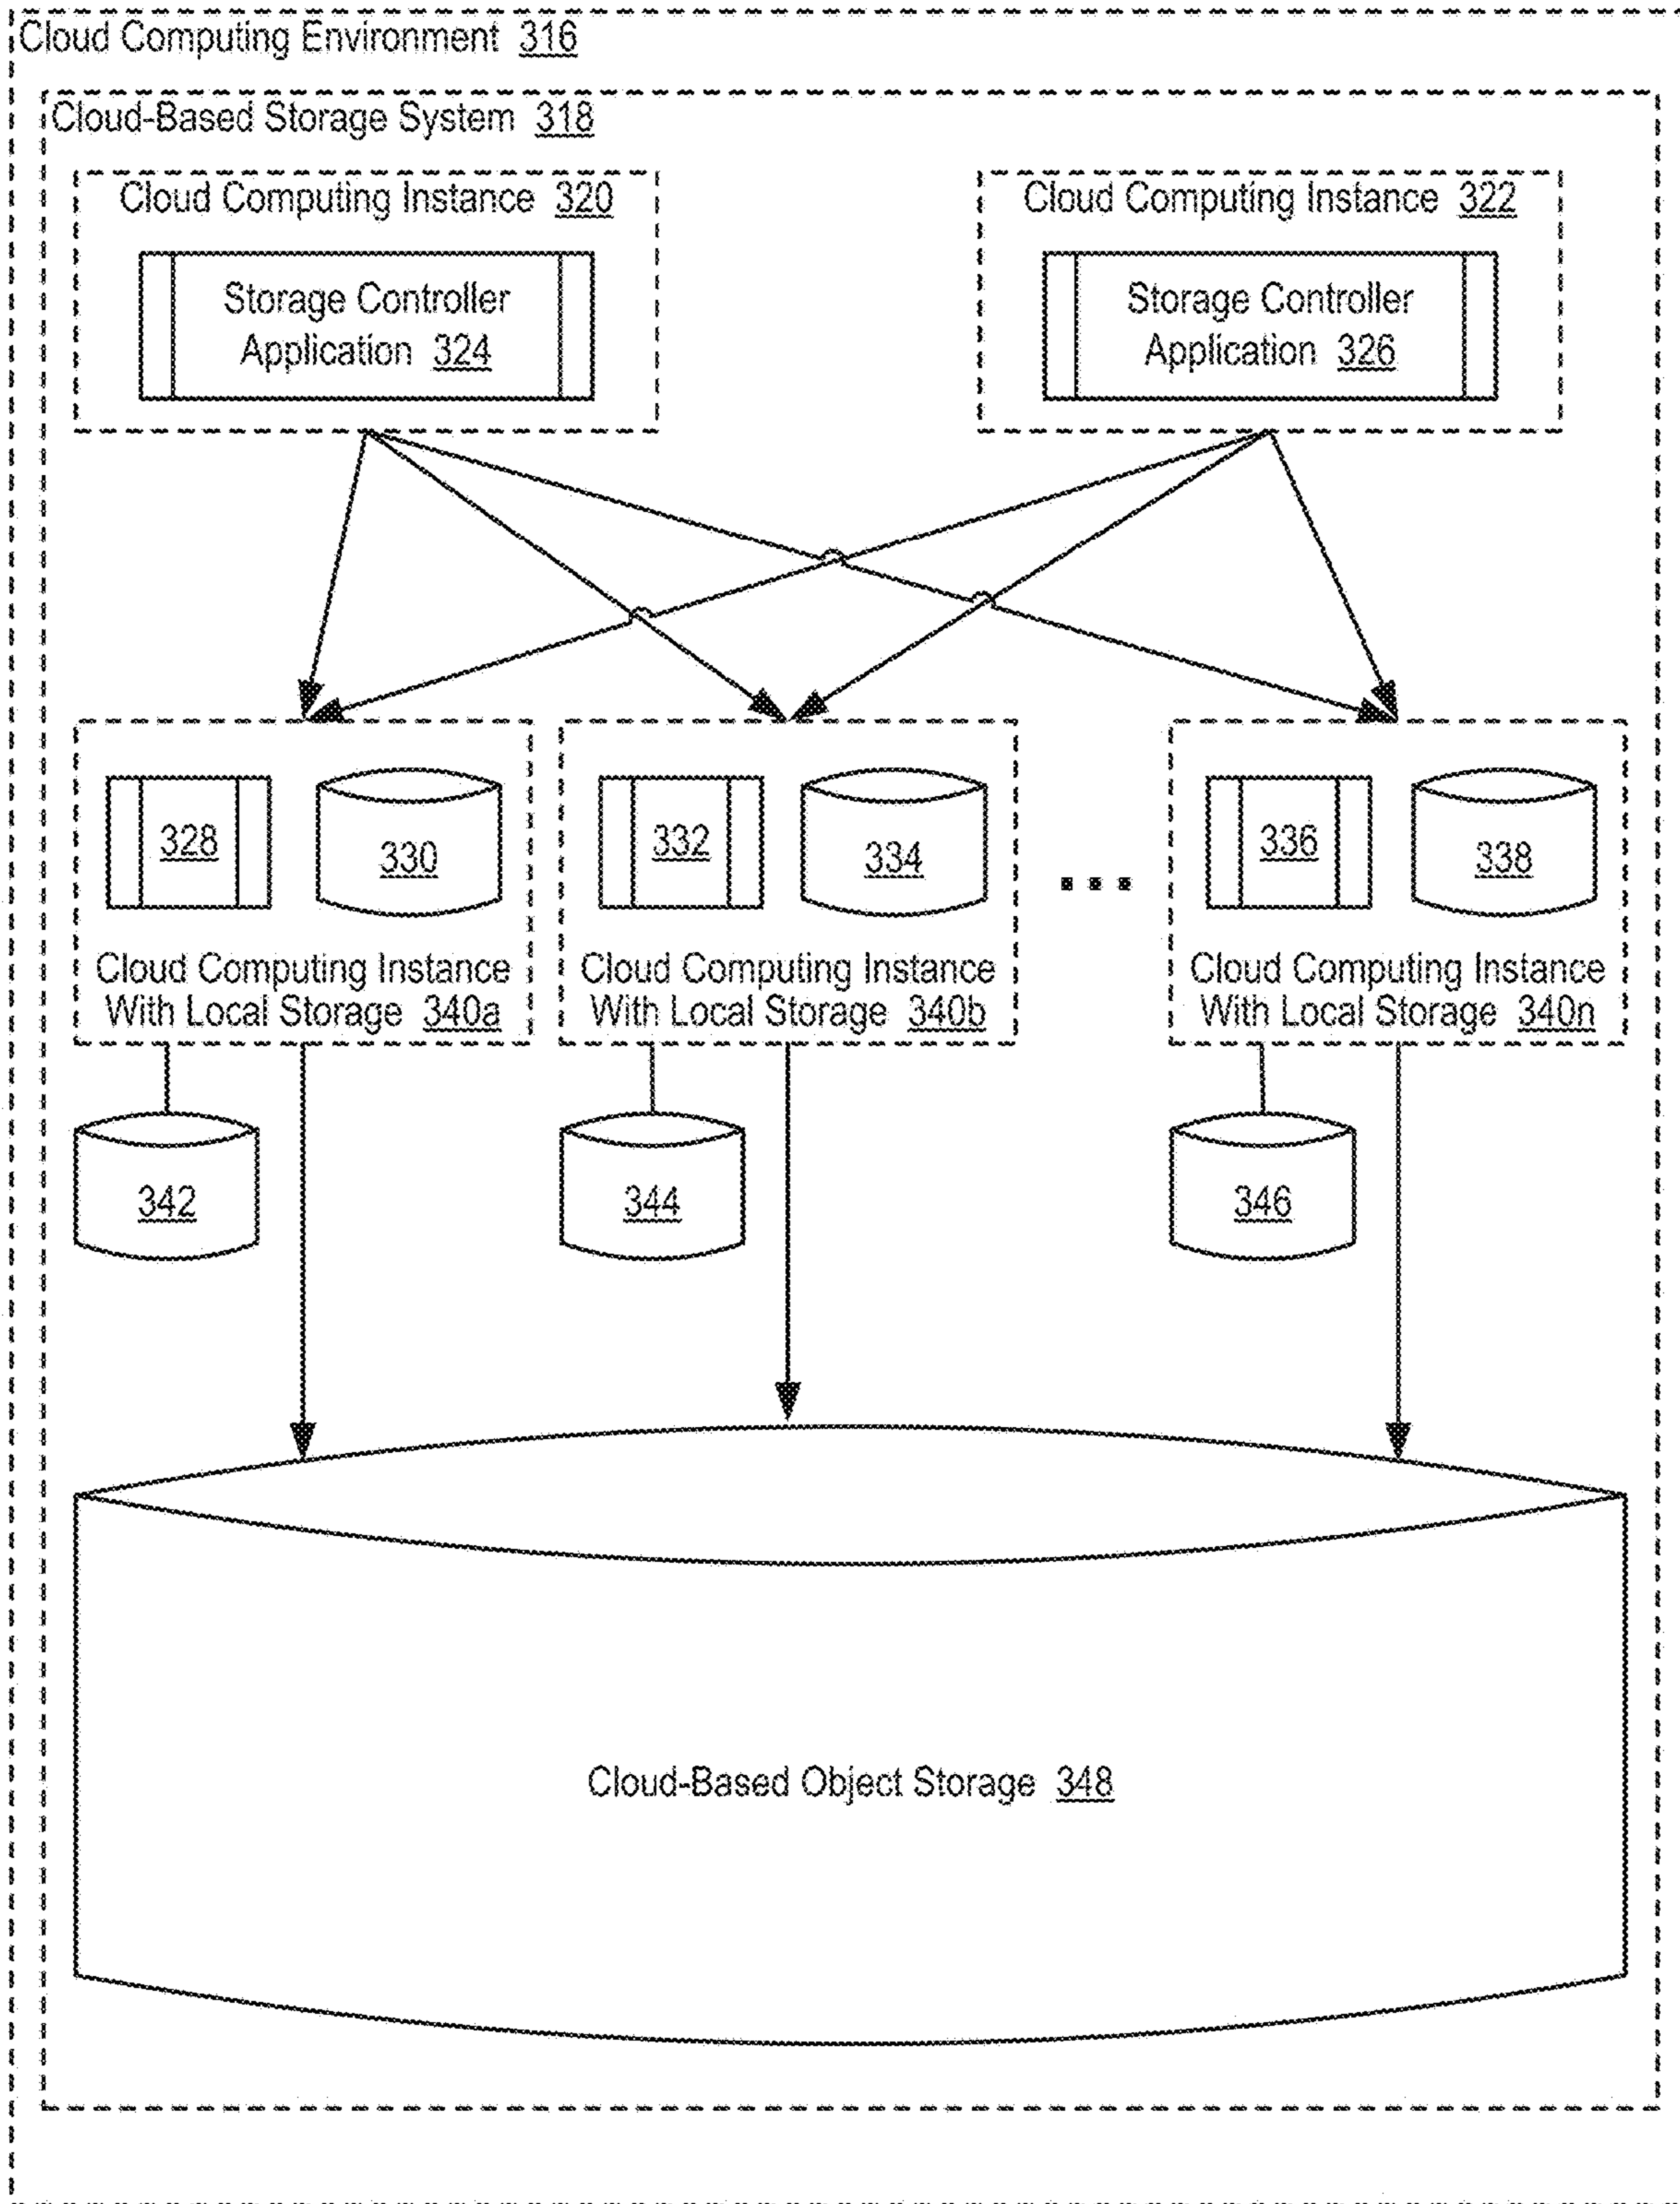 Cloud Computing Environment 316
Cloud-Based Storage System 318
Cloud Computing Instance 320
Storage Controller
Application 324
Cloud Computing Instance 322
Storage Controller
Application 326
328
330
Cloud Computing Instance
With Local Storage 340a
332
334
Cloud Computing Instance
With Local Storage 340b
...
336
338
Cloud Computing Instance
With Local Storage 340n
342
344
346
Cloud-Based Object Storage 348